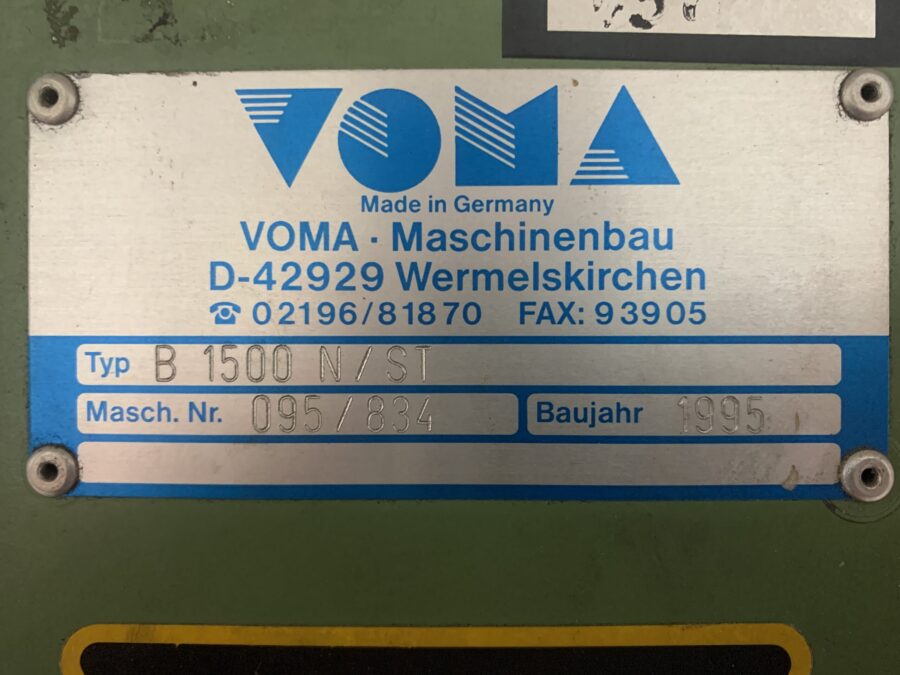 VOMA
Made in Germany
VOMA · Maschinenbau
D-42929 Wermelskirchen
☎ 02196/81870 FAX: 93905
Typ B 1500 N/ST
Masch. Nr. 095/834 Baujahr 1995